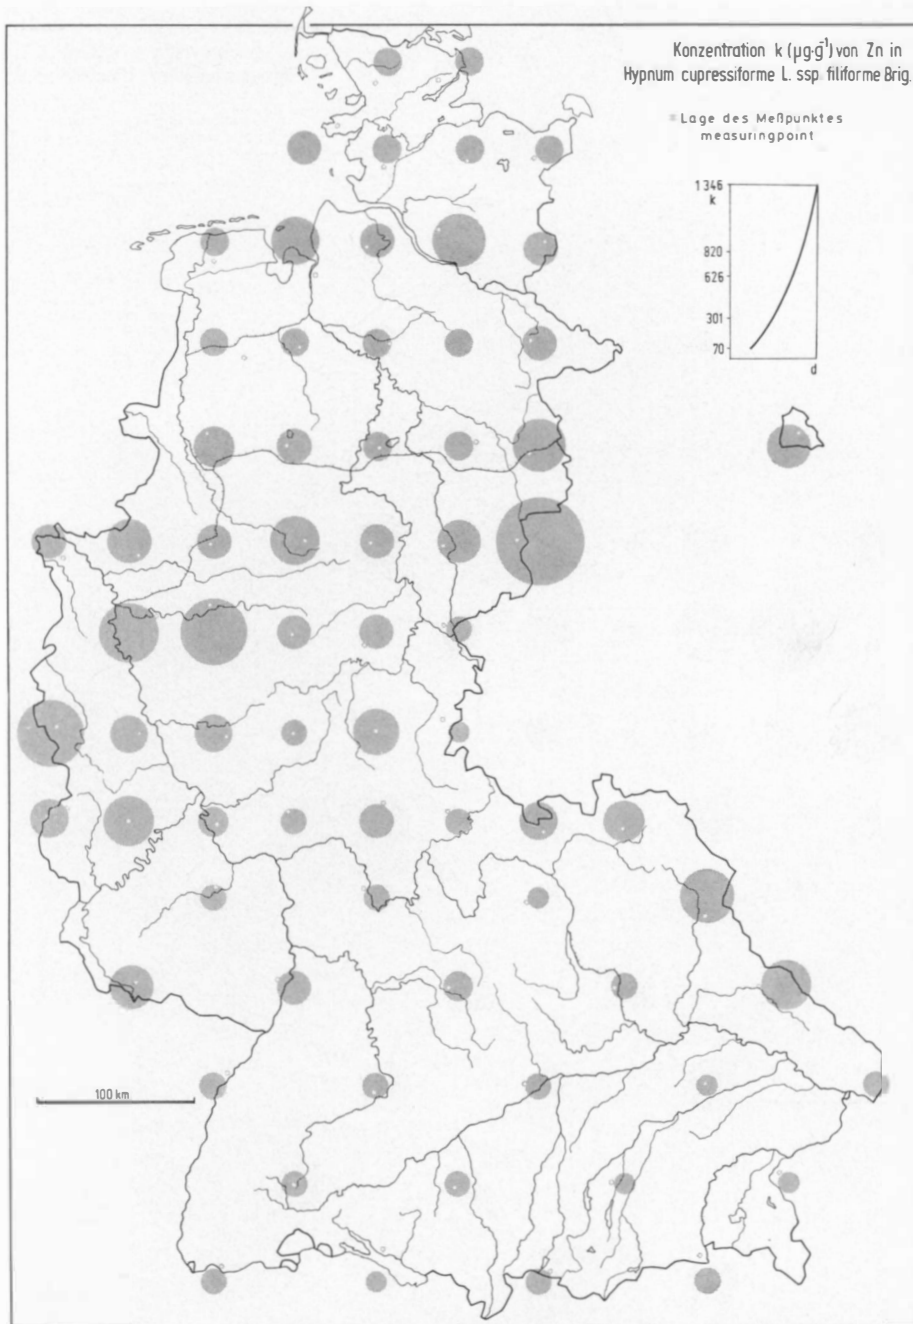 Konzentration k (µg·g⁻¹) von Zn in
Hypnum cupressiforme L. ssp. filiforme Brig.
Lage des Meßpunktes
measuringpoint
1346
k
820
626
301
70
d
100 km